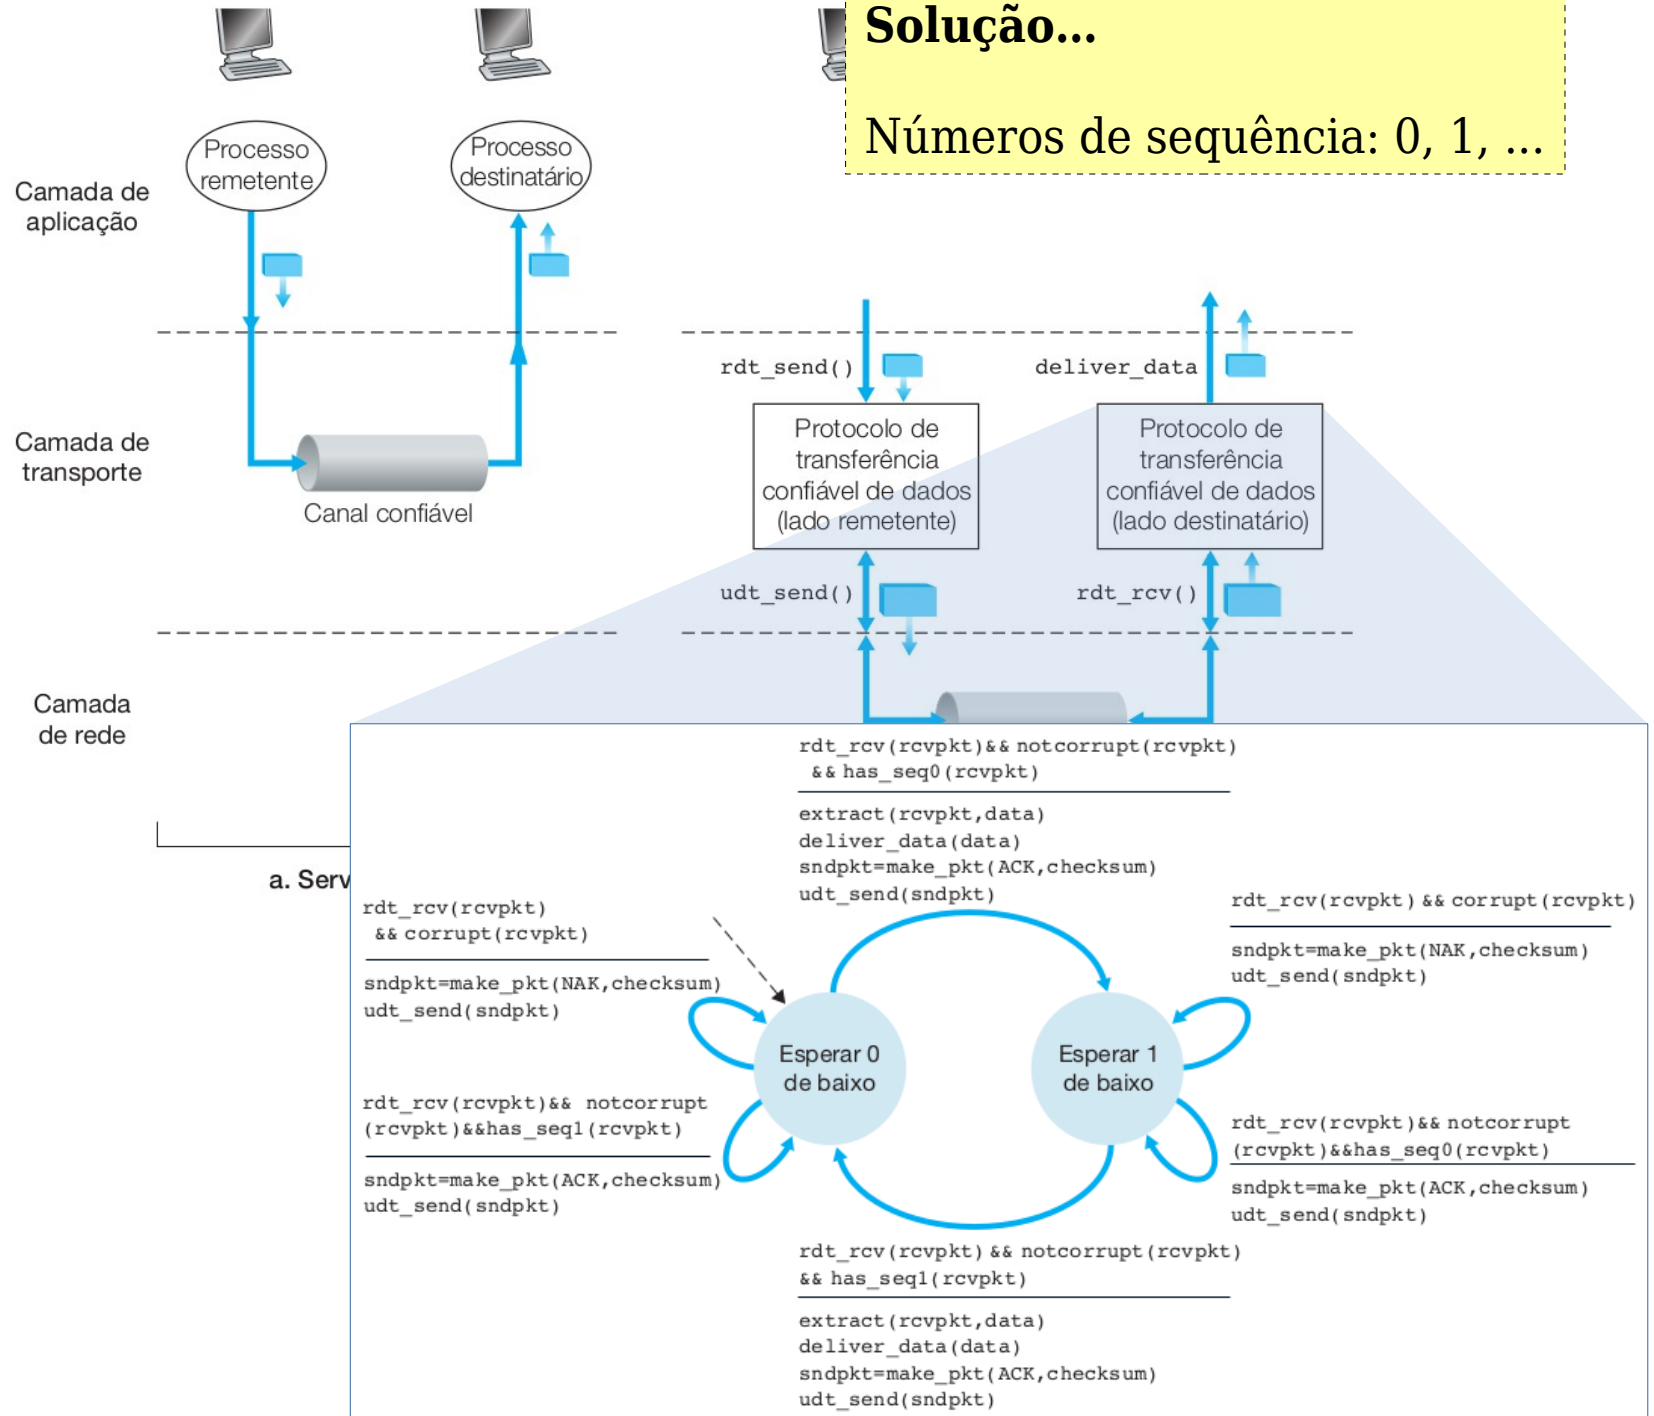 Solução...
Números de sequência: 0, 1, ...
Processo
remetente
Processo
destinatário
Camada de
aplicação
rdt_send()
deliver_data
Camada de
transporte
Canal confiável
Protocolo de
transferência
confiável de dados
(lado remetente)
Protocolo de
transferência
confiável de dados
(lado destinatário)
udt_send()
rdt_rcv()
Camada
de rede
a. Serv
rdt_rcv(rcvpkt)&& notcorrupt(rcvpkt)
&& has_seq0(rcvpkt)
extract(rcvpkt,data)
deliver_data(data)
sndpkt=make_pkt(ACK,checksum)
udt_send(sndpkt)
rdt_rcv(rcvpkt)
&& corrupt(rcvpkt)
sndpkt=make_pkt(NAK,checksum)
udt_send(sndpkt)
rdt_rcv(rcvpkt) && corrupt(rcvpkt)
sndpkt=make_pkt(NAK,checksum)
udt_send(sndpkt)
Esperar 0
de baixo
Esperar 1
de baixo
rdt_rcv(rcvpkt)&& notcorrupt
(rcvpkt)&&has_seq1(rcvpkt)
sndpkt=make_pkt(ACK,checksum)
udt_send(sndpkt)
rdt_rcv(rcvpkt)&& notcorrupt
(rcvpkt)&&has_seq0(rcvpkt)
sndpkt=make_pkt(ACK,checksum)
udt_send(sndpkt)
rdt_rcv(rcvpkt) && notcorrupt(rcvpkt)
&& has_seq1(rcvpkt)
extract(rcvpkt,data)
deliver_data(data)
sndpkt=make_pkt(ACK,checksum)
udt_send(sndpkt)